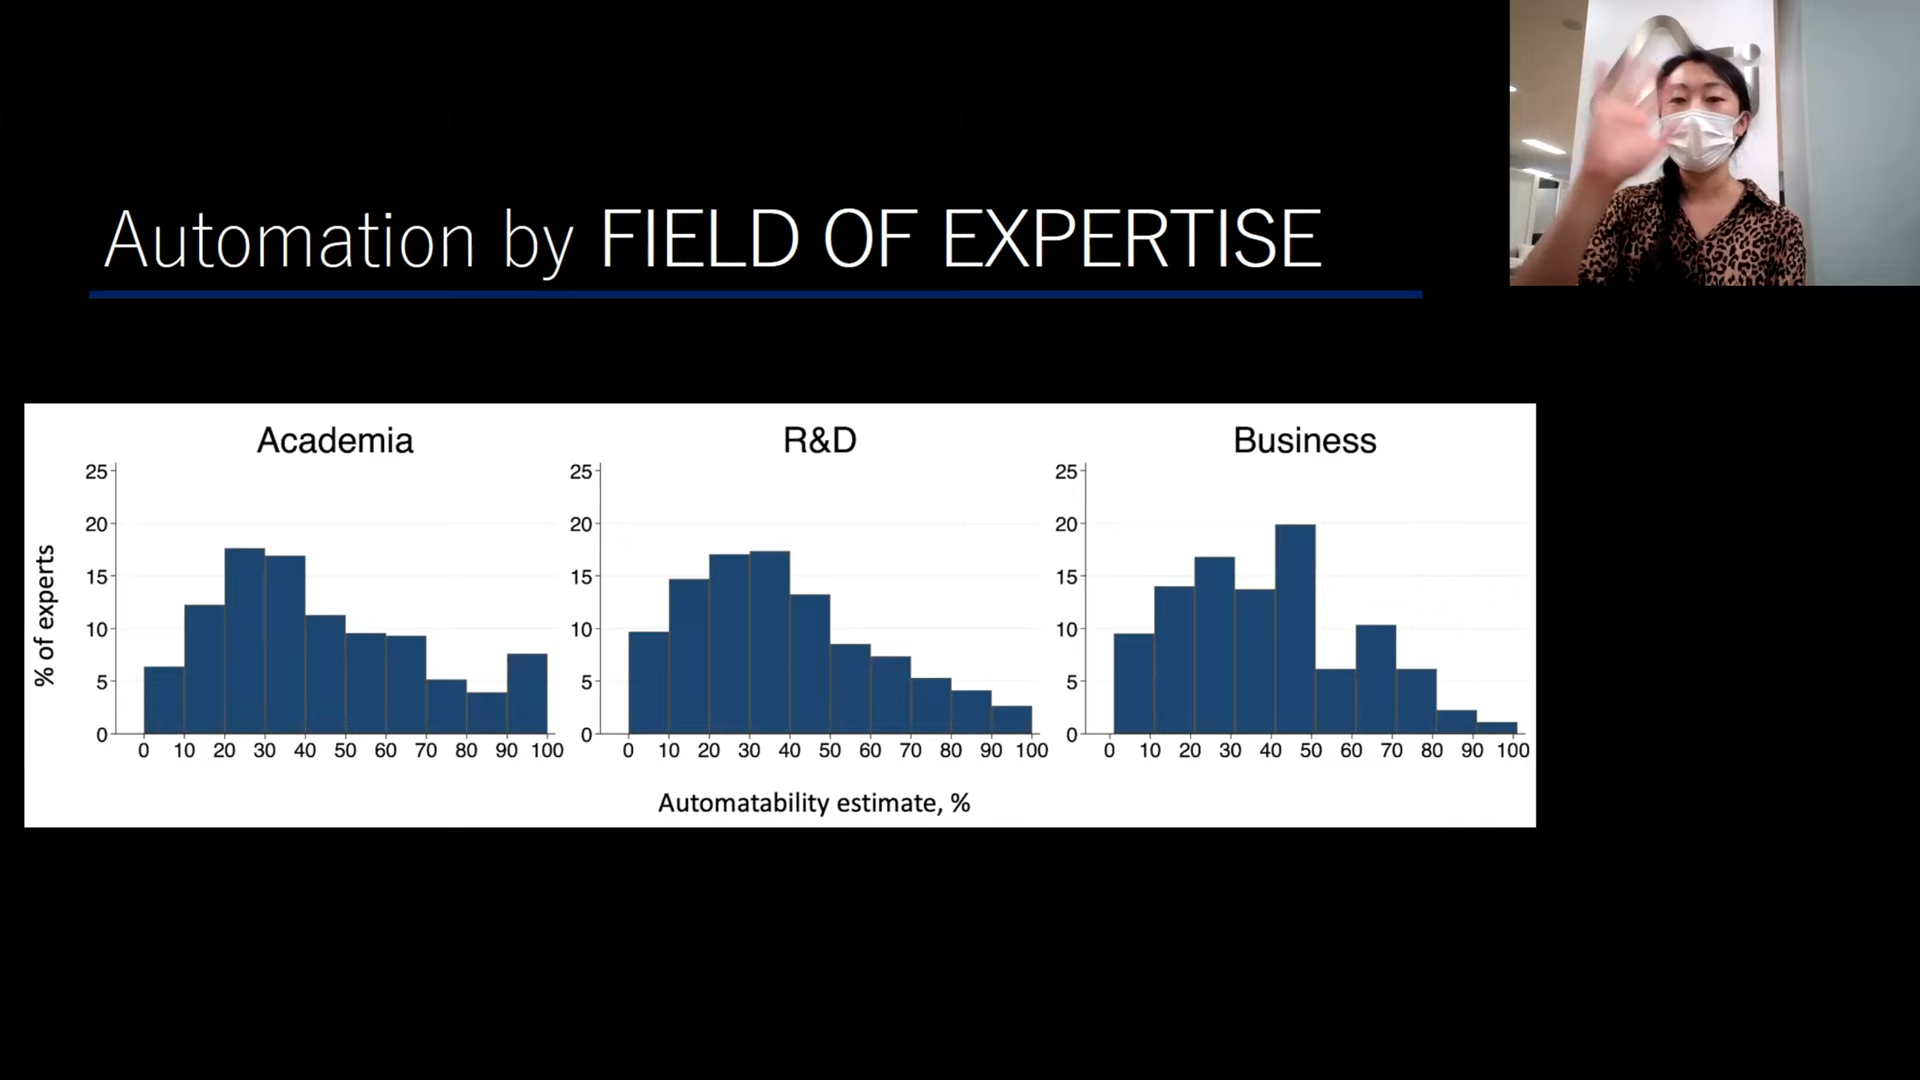 Automation by FIELD OF EXPERTISE
Academia
R&D
Business
% of experts
25
20
15
10
5
0
0 10 20 30 40 50 60 70 80 90 100
25
20
15
10
5
0
0 10 20 30 40 50 60 70 80 90 100
25
20
15
10
5
0
0 10 20 30 40 50 60 70 80 90 100
Automatability estimate, %